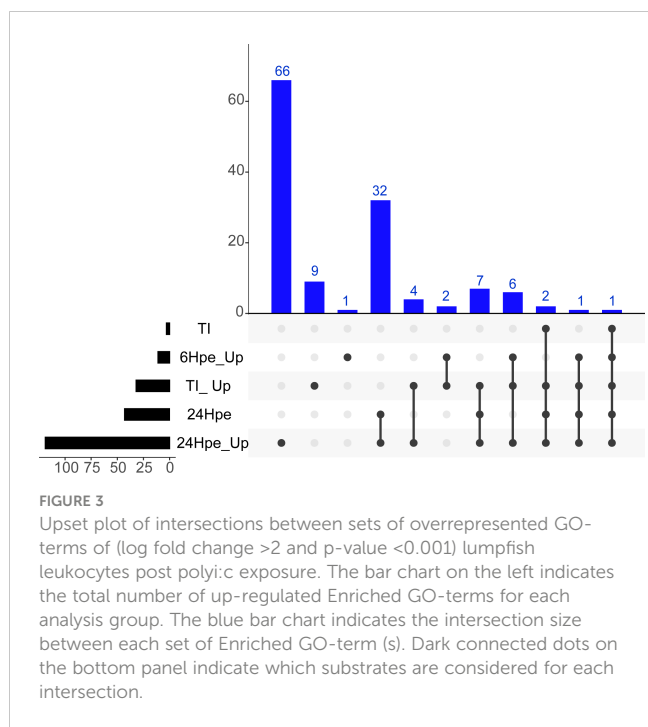 66
60
40
32
20
9
1
4
2
7
6
2
1
1
0
TI
6Hpe_Up
TI_ Up
24Hpe
24Hpe_Up
100 75 50 25 0
FIGURE 3
Upset plot of intersections between sets of overrepresented GO-
terms of (log fold change >2 and p-value <0.001) lumpfish
leukocytes post polyi:c exposure. The bar chart on the left indicates
the total number of up-regulated Enriched GO-terms for each
analysis group. The blue bar chart indicates the intersection size
between each set of Enriched GO-term (s). Dark connected dots on
the bottom panel indicate which substrates are considered for each
intersection.